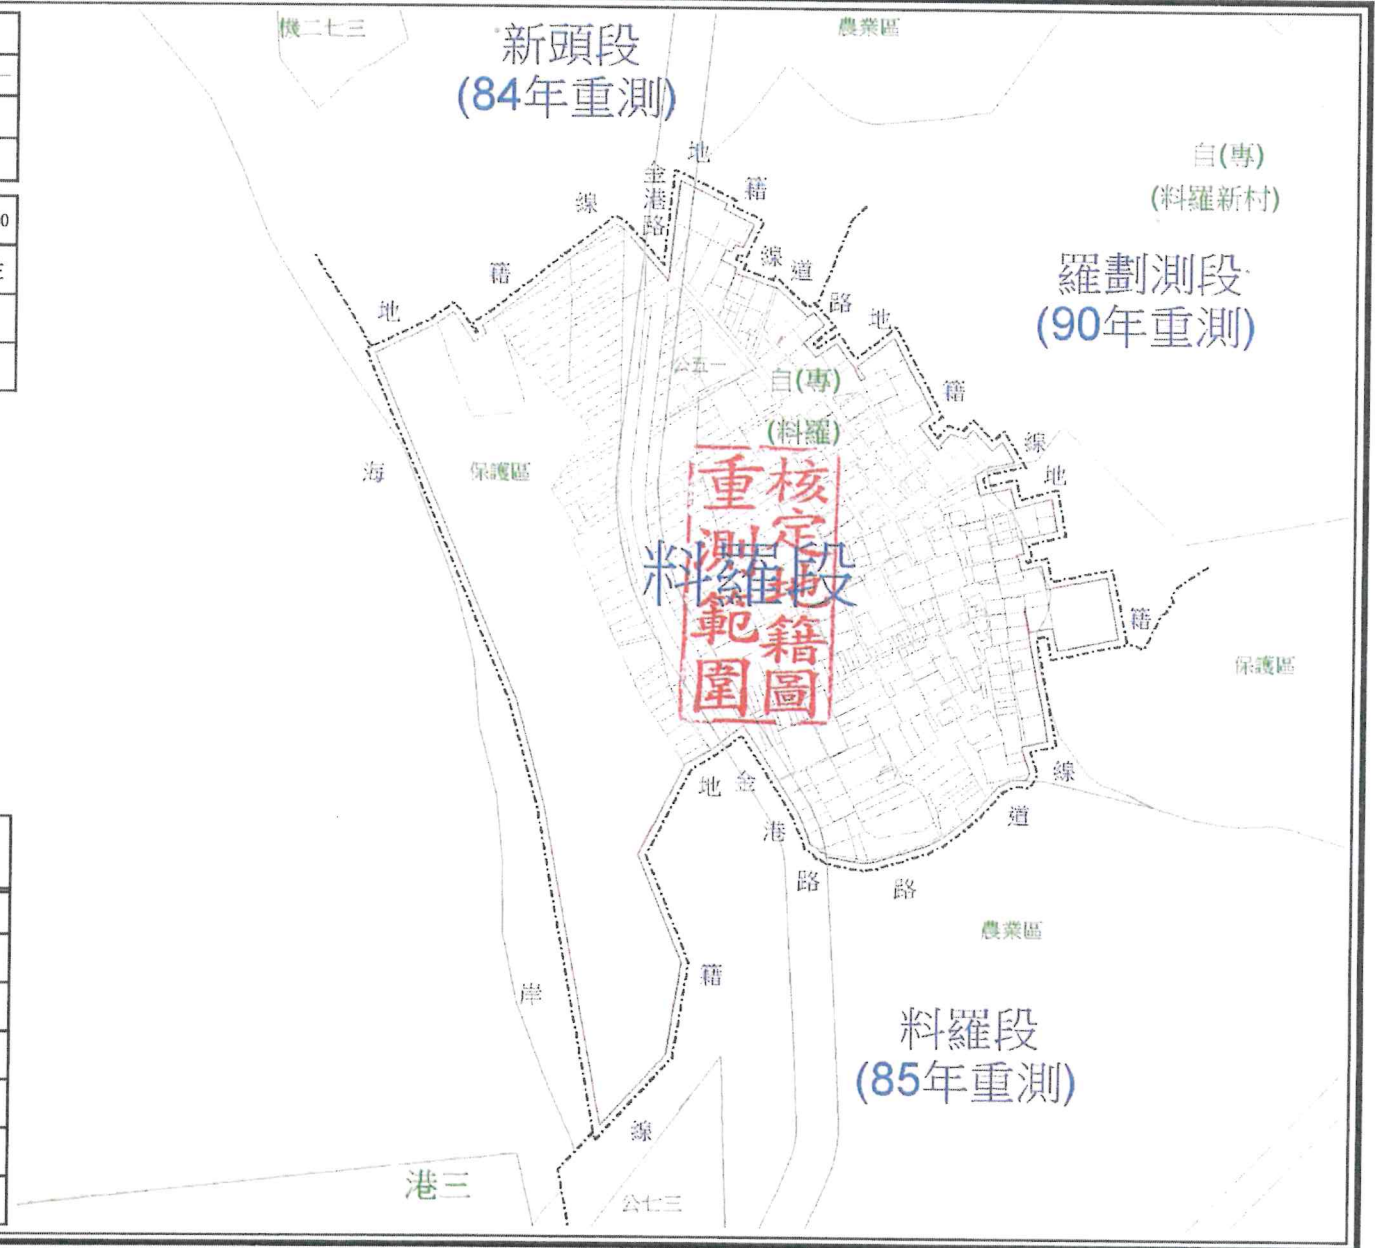 機二七三
新頭段
(84年重測)
農業區
自(專)
(料羅新村)
羅劃測段
(90年重測)
地
籍
線
金港路
地
籍
線
道
路
地
籍
線
地
籍
線
道
路
公五一
自(專)
(料羅)
海
岸
保護區
核定地籍圖
重測範圍
料羅段
保護區
地
籍
線
金
港
路
農業區
料羅段
(85年重測)
港三
公七三
0